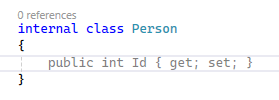 0 references
internal class Person
{
public int Id { get; set; }
}